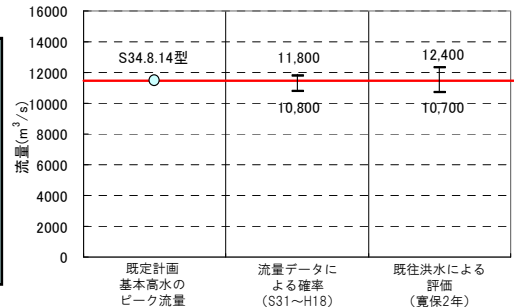 16000
14000
12000
10000
8000
6000
4000
2000
0
流量(m³/s)
S34.8.14型
11,800
10,800
12,400
10,700
既定計画
基本高水の
ピーク流量
流量データに
よる確率
(S31～H18)
既往洪水による
評価
(寛保2年)